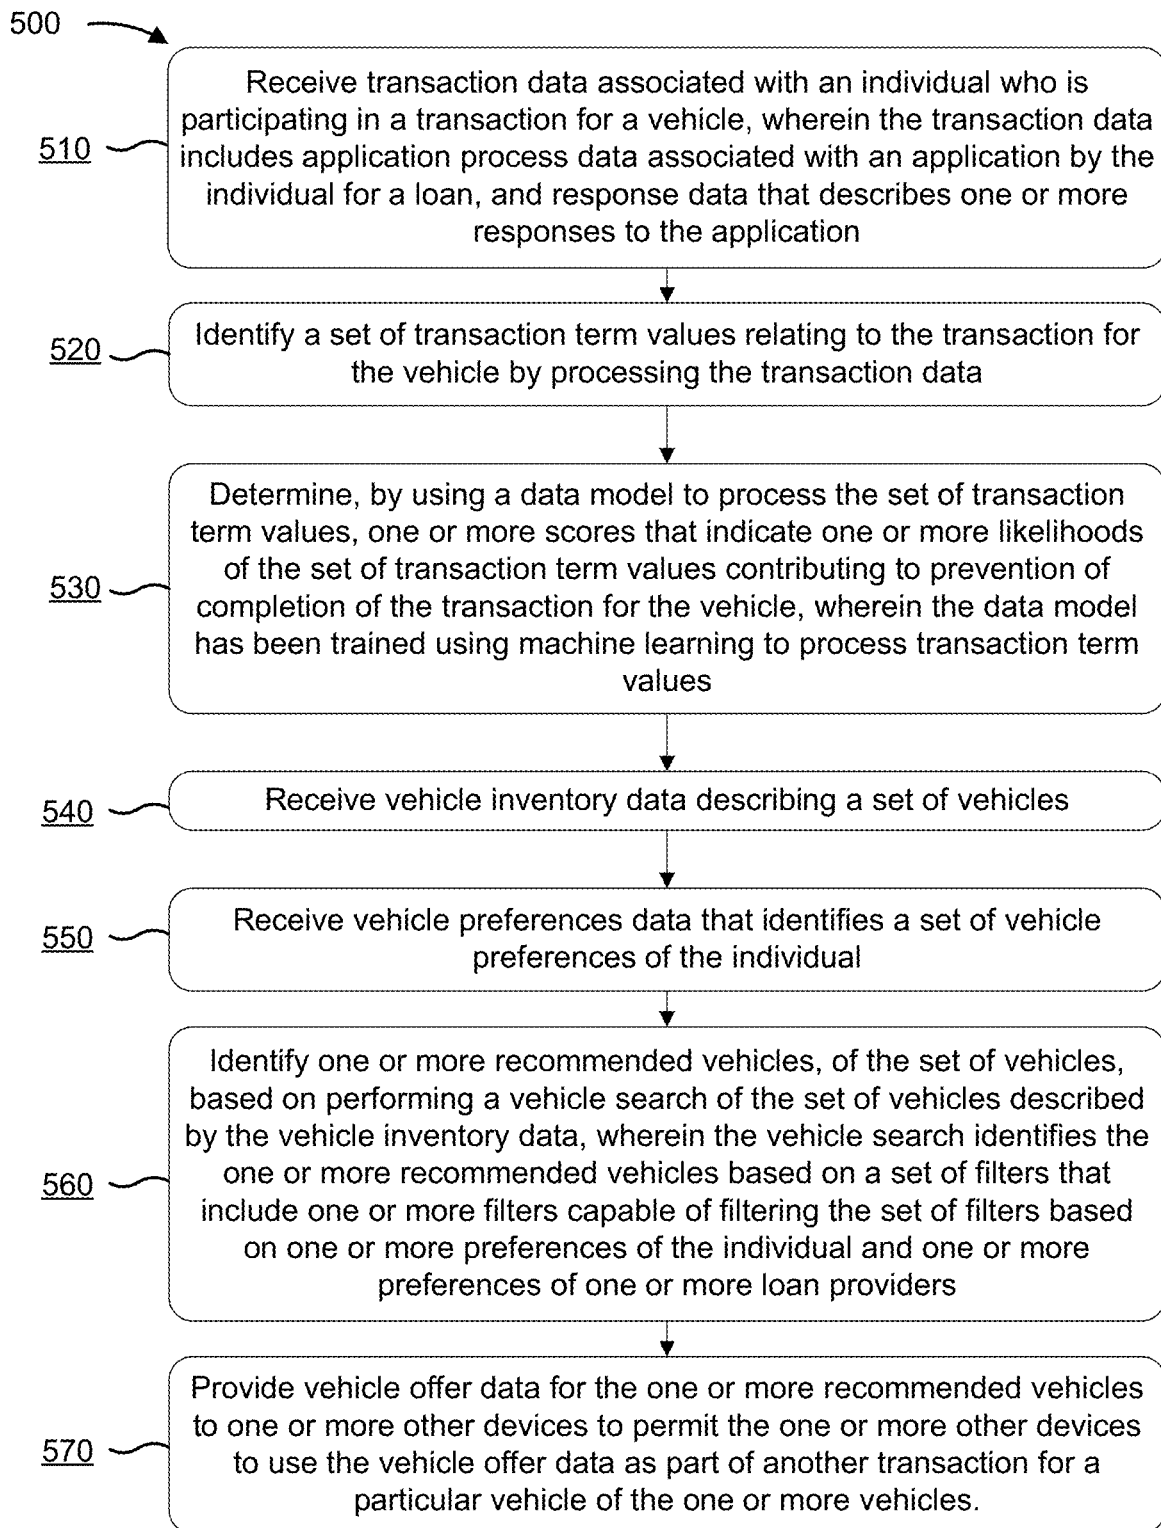 500
Receive transaction data associated with an individual who is
participating in a transaction for a vehicle, wherein the transaction data
includes application process data associated with an application by the
individual for a loan, and response data that describes one or more
responses to the application
510
Identify a set of transaction term values relating to the transaction for
the vehicle by processing the transaction data
520
Determine, by using a data model to process the set of transaction
term values, one or more scores that indicate one or more likelihoods
of the set of transaction term values contributing to prevention of
completion of the transaction for the vehicle, wherein the data model
has been trained using machine learning to process transaction term
values
530
Receive vehicle inventory data describing a set of vehicles
540
Receive vehicle preferences data that identifies a set of vehicle
preferences of the individual
550
Identify one or more recommended vehicles, of the set of vehicles,
based on performing a vehicle search of the set of vehicles described
by the vehicle inventory data, wherein the vehicle search identifies the
one or more recommended vehicles based on a set of filters that
include one or more filters capable of filtering the set of filters based
on one or more preferences of the individual and one or more
preferences of one or more loan providers
560
Provide vehicle offer data for the one or more recommended vehicles
to one or more other devices to permit the one or more other devices
to use the vehicle offer data as part of another transaction for a
particular vehicle of the one or more vehicles.
570